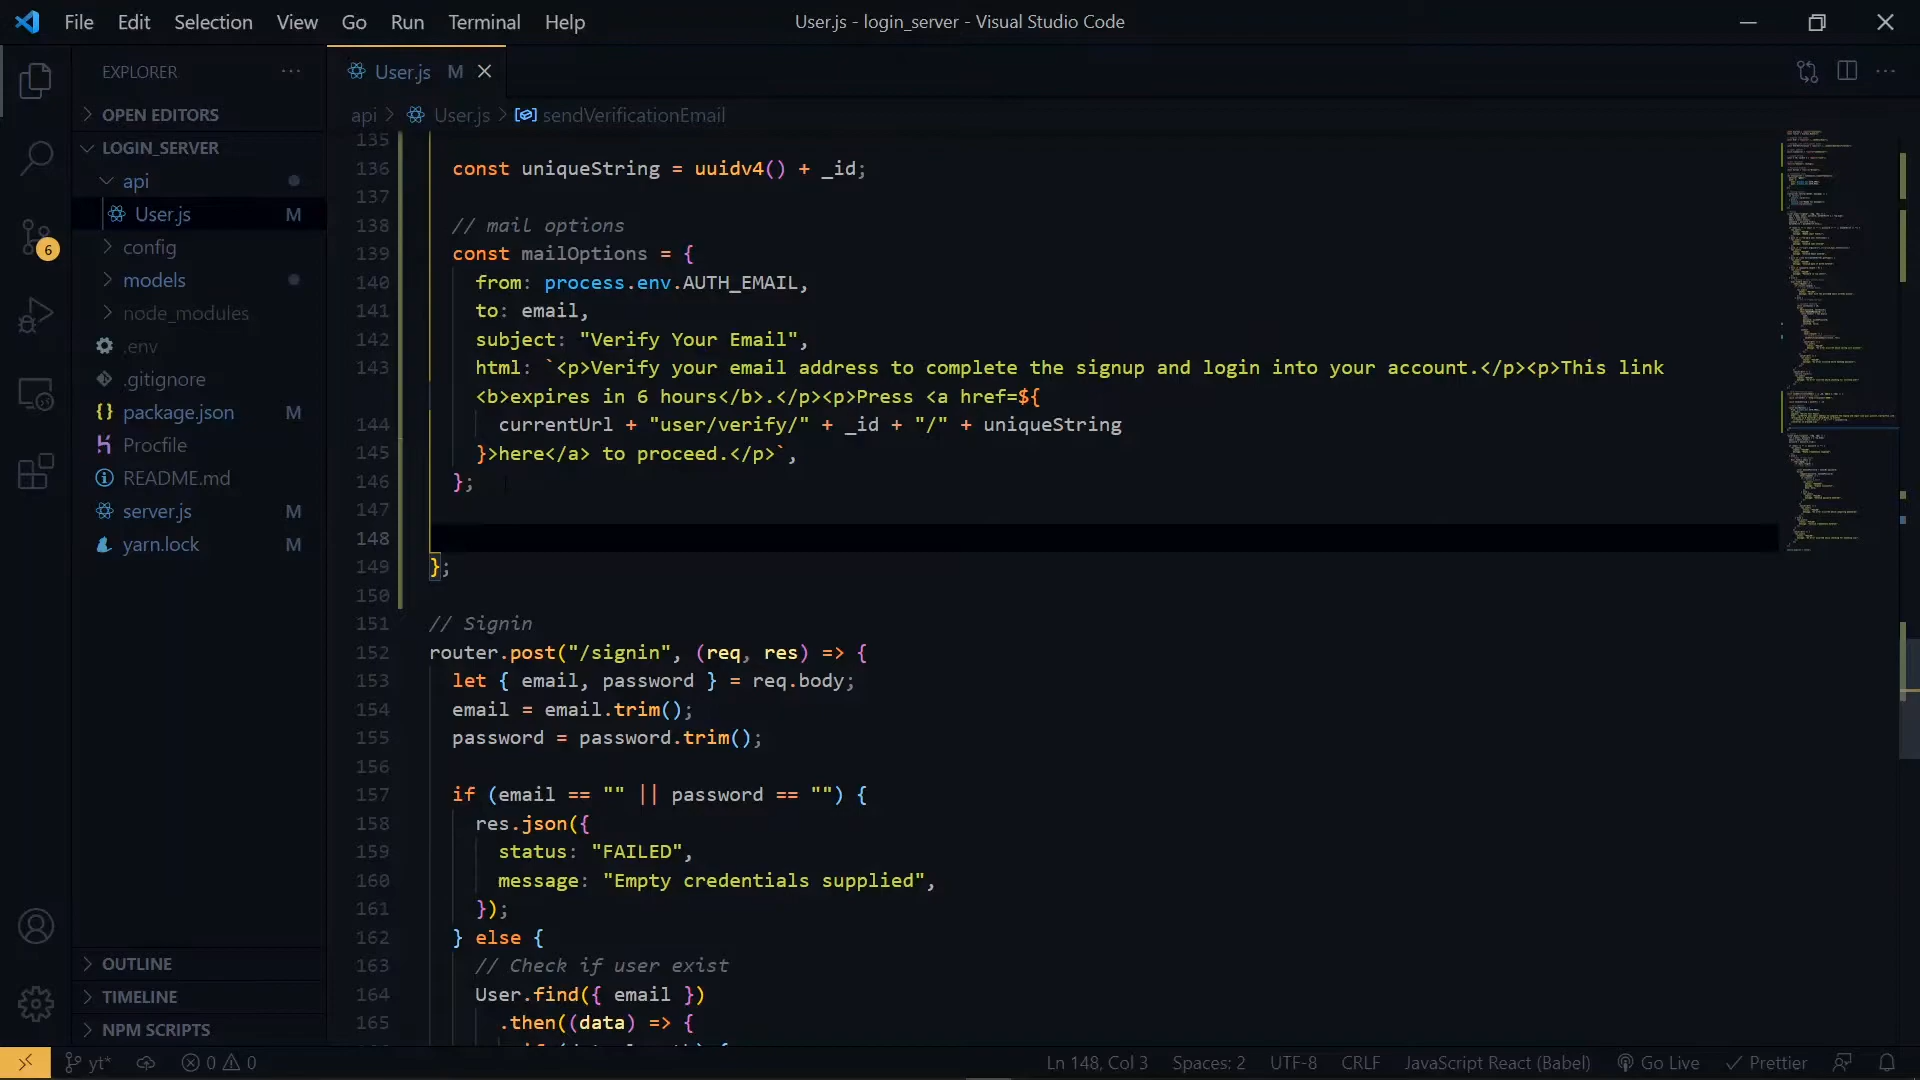 File Edit Selection View Go Run Terminal Help
User.js - login_server - Visual Studio Code
EXPLORER
OPEN EDITORS
LOGIN_SERVER
api
User.js M
config
models
node_modules
.env
.gitignore
package.json M
Procfile
README.md
server.js M
yarn.lock M
OUTLINE
TIMELINE
NPM SCRIPTS
6
User.js M
api > User.js > sendVerificationEmail
135
136 const uniqueString = uuidv4() + _id;
137
138 // mail options
139 const mailOptions = {
140 from: process.env.AUTH_EMAIL,
141 to: email,
142 subject: "Verify Your Email",
143 html: `<p>Verify your email address to complete the signup and login into your account.</p><p>This link
<b>expires in 6 hours</b>.</p><p>Press <a href=${
144 currentUrl + "user/verify/" + _id + "/" + uniqueString
145 }>here</a> to proceed.</p>`,
146 };
147
148
149 };
150
151 // Signin
152 router.post("/signin", (req, res) => {
153 let { email, password } = req.body;
154 email = email.trim();
155 password = password.trim();
156
157 if (email == "" || password == "") {
158 res.json({
159 status: "FAILED",
160 message: "Empty credentials supplied",
161 });
162 } else {
163 // Check if user exist
164 User.find({ email })
165 .then((data) => {
yt* 0 0 Ln 148, Col 3 Spaces: 2 UTF-8 CRLF JavaScript React (Babel) Go Live Prettier